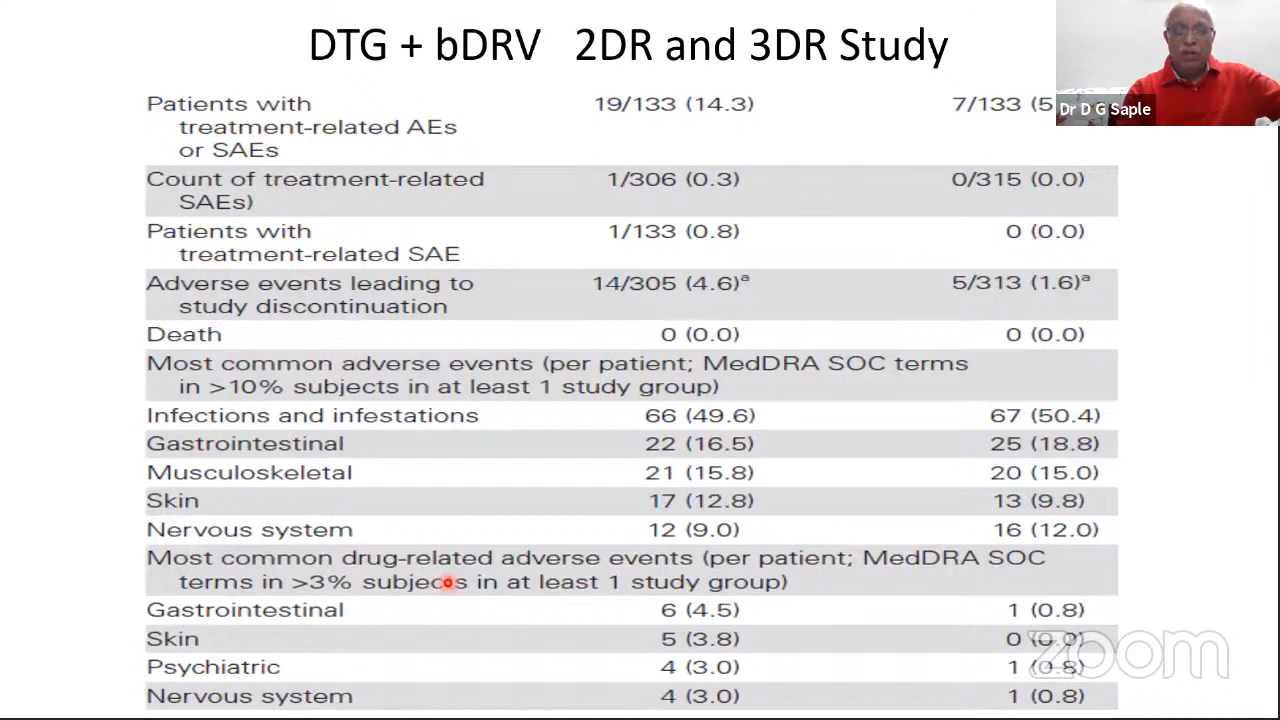 DTG + bDRV 2DR and 3DR Study
Dr D G Saple
Patients with 19/133 (14.3) 7/133 (5
treatment-related AEs
or SAEs
Count of treatment-related 1/306 (0.3) 0/315 (0.0)
SAEs)
Patients with 1/133 (0.8) 0 (0.0)
treatment-related SAE
Adverse events leading to 14/305 (4.6)ᵃ 5/313 (1.6)ᵃ
study discontinuation
Death 0 (0.0) 0 (0.0)
Most common adverse events (per patient; MedDRA SOC terms
in >10% subjects in at least 1 study group)
Infections and infestations 66 (49.6) 67 (50.4)
Gastrointestinal 22 (16.5) 25 (18.8)
Musculoskeletal 21 (15.8) 20 (15.0)
Skin 17 (12.8) 13 (9.8)
Nervous system 12 (9.0) 16 (12.0)
Most common drug-related adverse events (per patient; MedDRA SOC
terms in >3% subjects in at least 1 study group)
Gastrointestinal 6 (4.5) 1 (0.8)
Skin 5 (3.8) 0 (0.0)
Psychiatric 4 (3.0) 1 (0.8)
Nervous system 4 (3.0) 1 (0.8)
zoom